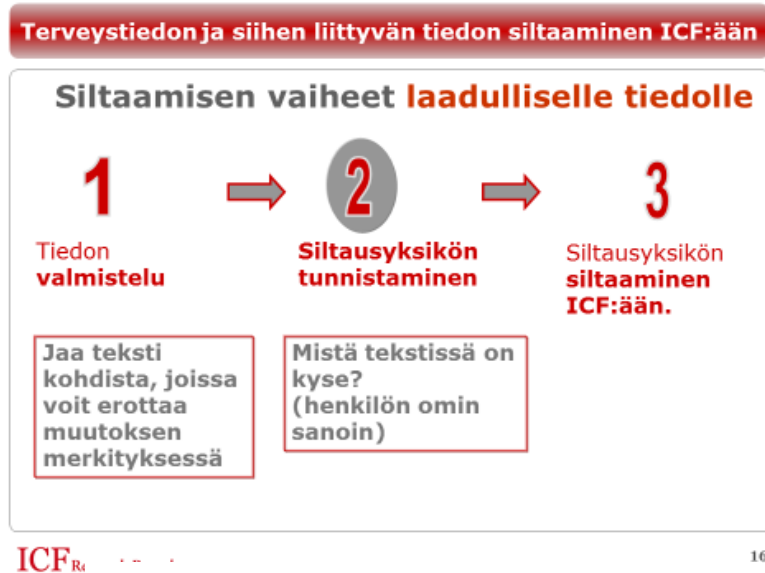 Terveystiedon ja siihen liittyvän tiedon siltaaminen ICF:ään
Siltaamisen vaiheet laadulliselle tiedolle
1
2
3
Tiedon
valmistelu
Siltausyksikön
tunnistaminen
Siltausyksikön
siltaaminen
ICF:ään.
Jaa teksti
kohdista, joissa
voit erottaa
muutoksen
merkityksessä
Mistä tekstissä on
kyse?
(henkilön omin
sanoin)
ICF
16